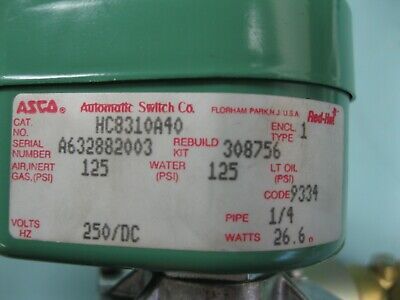 ASCO® Automatic Switch Co. FLORHAM PARK, N.J. U.S.A. Red-Hat
CAT. NO. HC8310A40 ENCL. TYPE 1
SERIAL NUMBER A632882003 REBUILD KIT 308756
AIR, INERT GAS, (PSI) 125 WATER (PSI) 125 LT OIL (PSI)
CODE 9334
PIPE 1/4
VOLTS HZ 250/DC WATTS 26.6